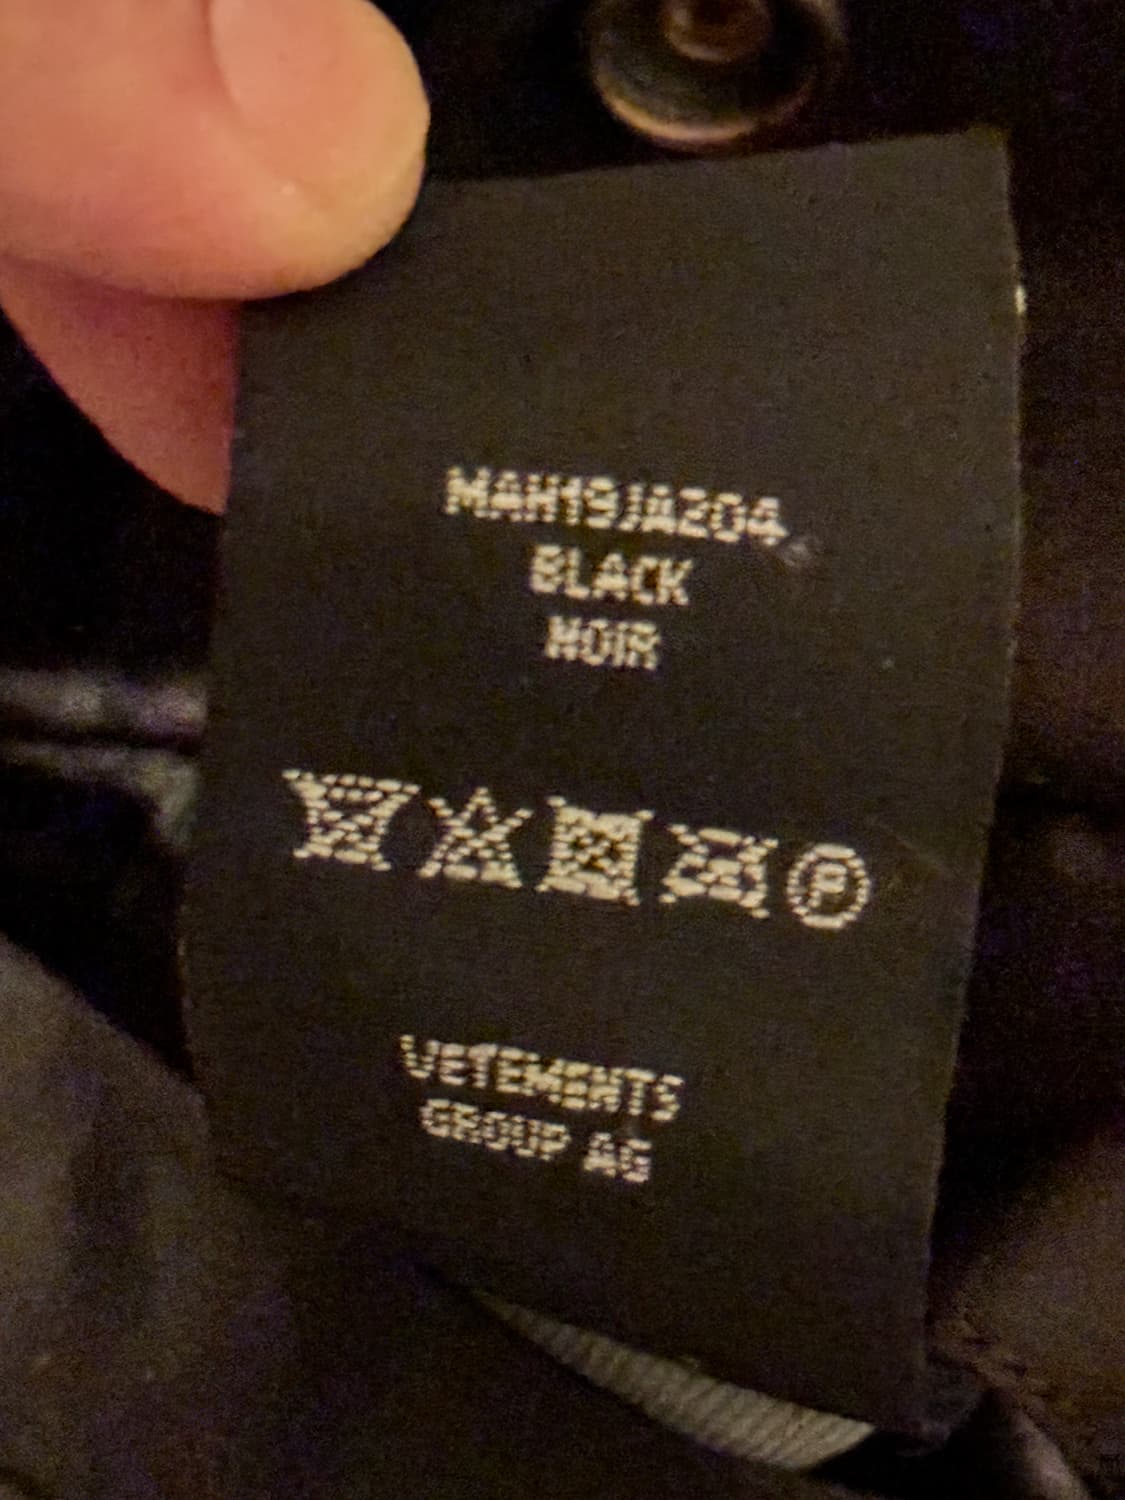 MAH19JA204
BLACK
NOIR
P
VETEMENTS
GROUP AG